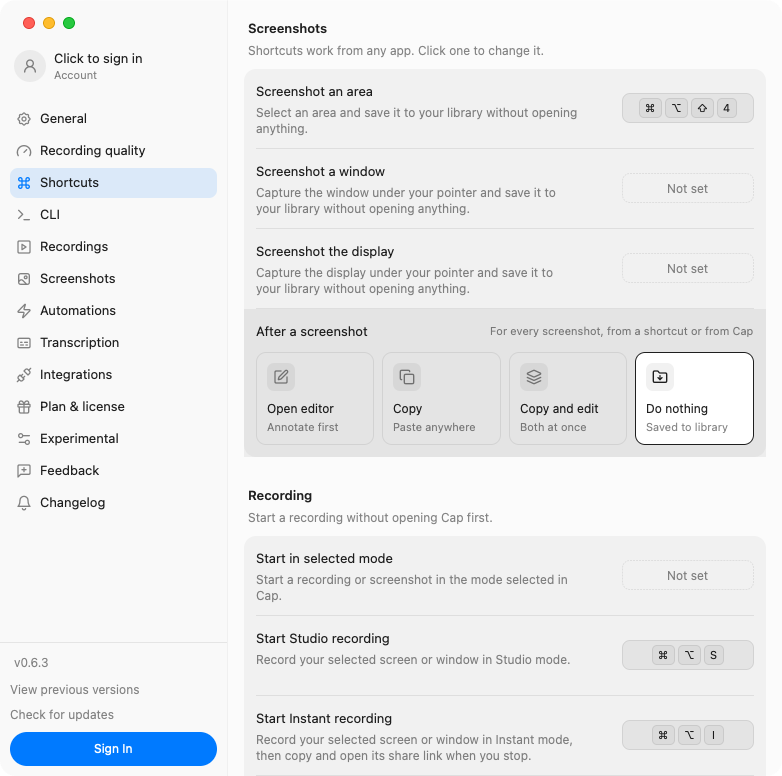 Click to sign in
Account
General
Recording quality
Shortcuts
CLI
Recordings
Screenshots
Automations
Transcription
Integrations
Plan & license
Experimental
Feedback
Changelog
v0.6.3
View previous versions
Check for updates
Sign In
Screenshots
Shortcuts work from any app. Click one to change it.
Screenshot an area
Select an area and save it to your library without opening
anything.
⌘ ⌥ ⇧ 4
Screenshot a window
Capture the window under your pointer and save it to
your library without opening anything.
Not set
Screenshot the display
Capture the display under your pointer and save it to
your library without opening anything.
Not set
After a screenshot
For every screenshot, from a shortcut or from Cap
Open editor
Annotate first
Copy
Paste anywhere
Copy and edit
Both at once
Do nothing
Saved to library
Recording
Start a recording without opening Cap first.
Start in selected mode
Start a recording or screenshot in the mode selected in
Cap.
Not set
Start Studio recording
Record your selected screen or window in Studio mode.
⌘ ⌥ S
Start Instant recording
Record your selected screen or window in Instant mode,
then copy and open its share link when you stop.
⌘ ⌥ I